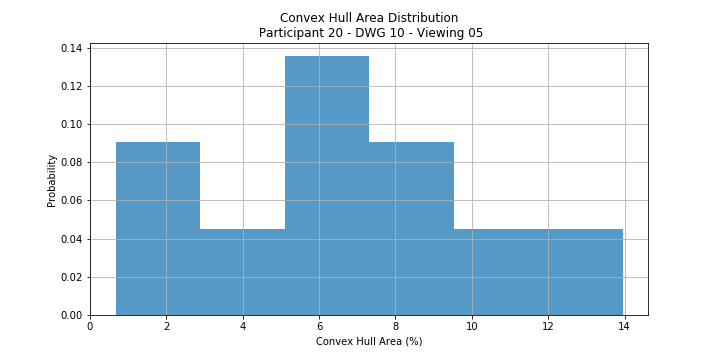 Convex Hull Area Distribution
Participant 20 - DWG 10 - Viewing 05
0.14
0.12
0.10
0.08
0.06
0.04
0.02
0.00
Probability
0 2 4 6 8 10 12 14
Convex Hull Area (%)